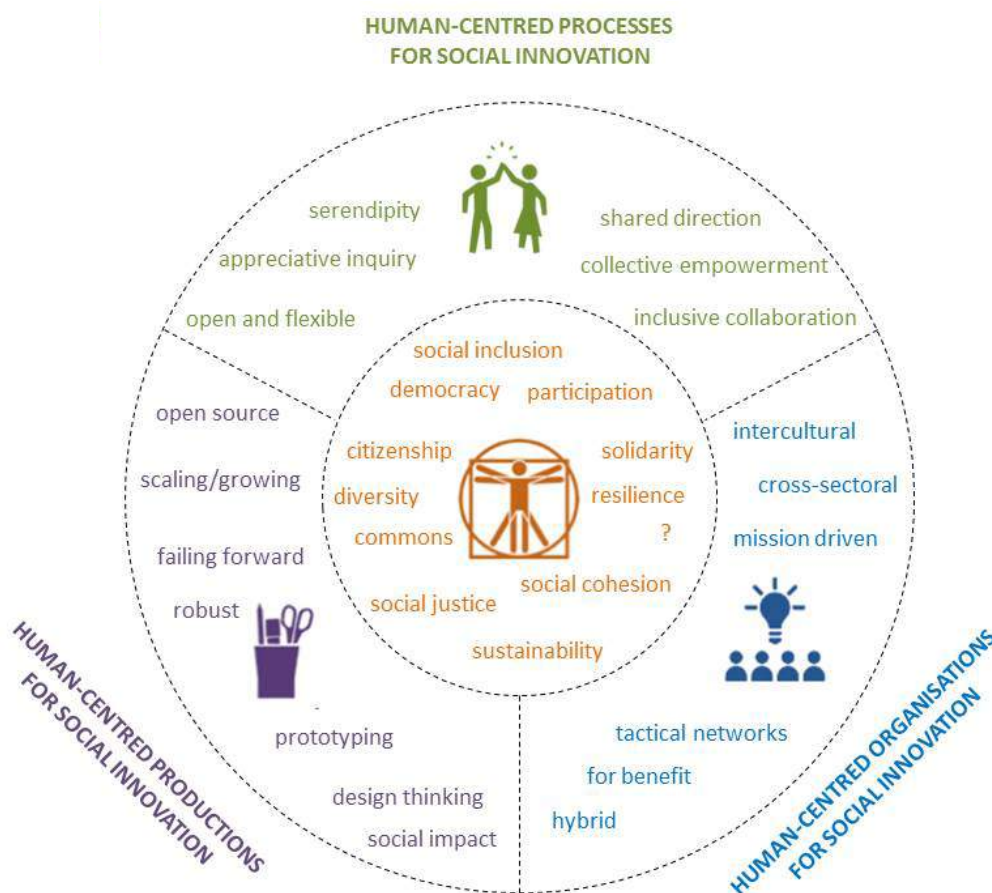 HUMAN-CENTRED PROCESSES
FOR SOCIAL INNOVATION
serendipity
appreciative inquiry
open and flexible
shared direction
collective empowerment
inclusive collaboration
social inclusion
democracy
participation
citizenship
solidarity
diversity
resilience
commons
?
social cohesion
social justice
sustainability
open source
scaling/growing
failing forward
robust
prototyping
design thinking
social impact
HUMAN-CENTRED PRODUCTIONS
FOR SOCIAL INNOVATION
intercultural
cross-sectoral
mission driven
tactical networks
for benefit
hybrid
HUMAN-CENTRED ORGANISATIONS
FOR SOCIAL INNOVATION